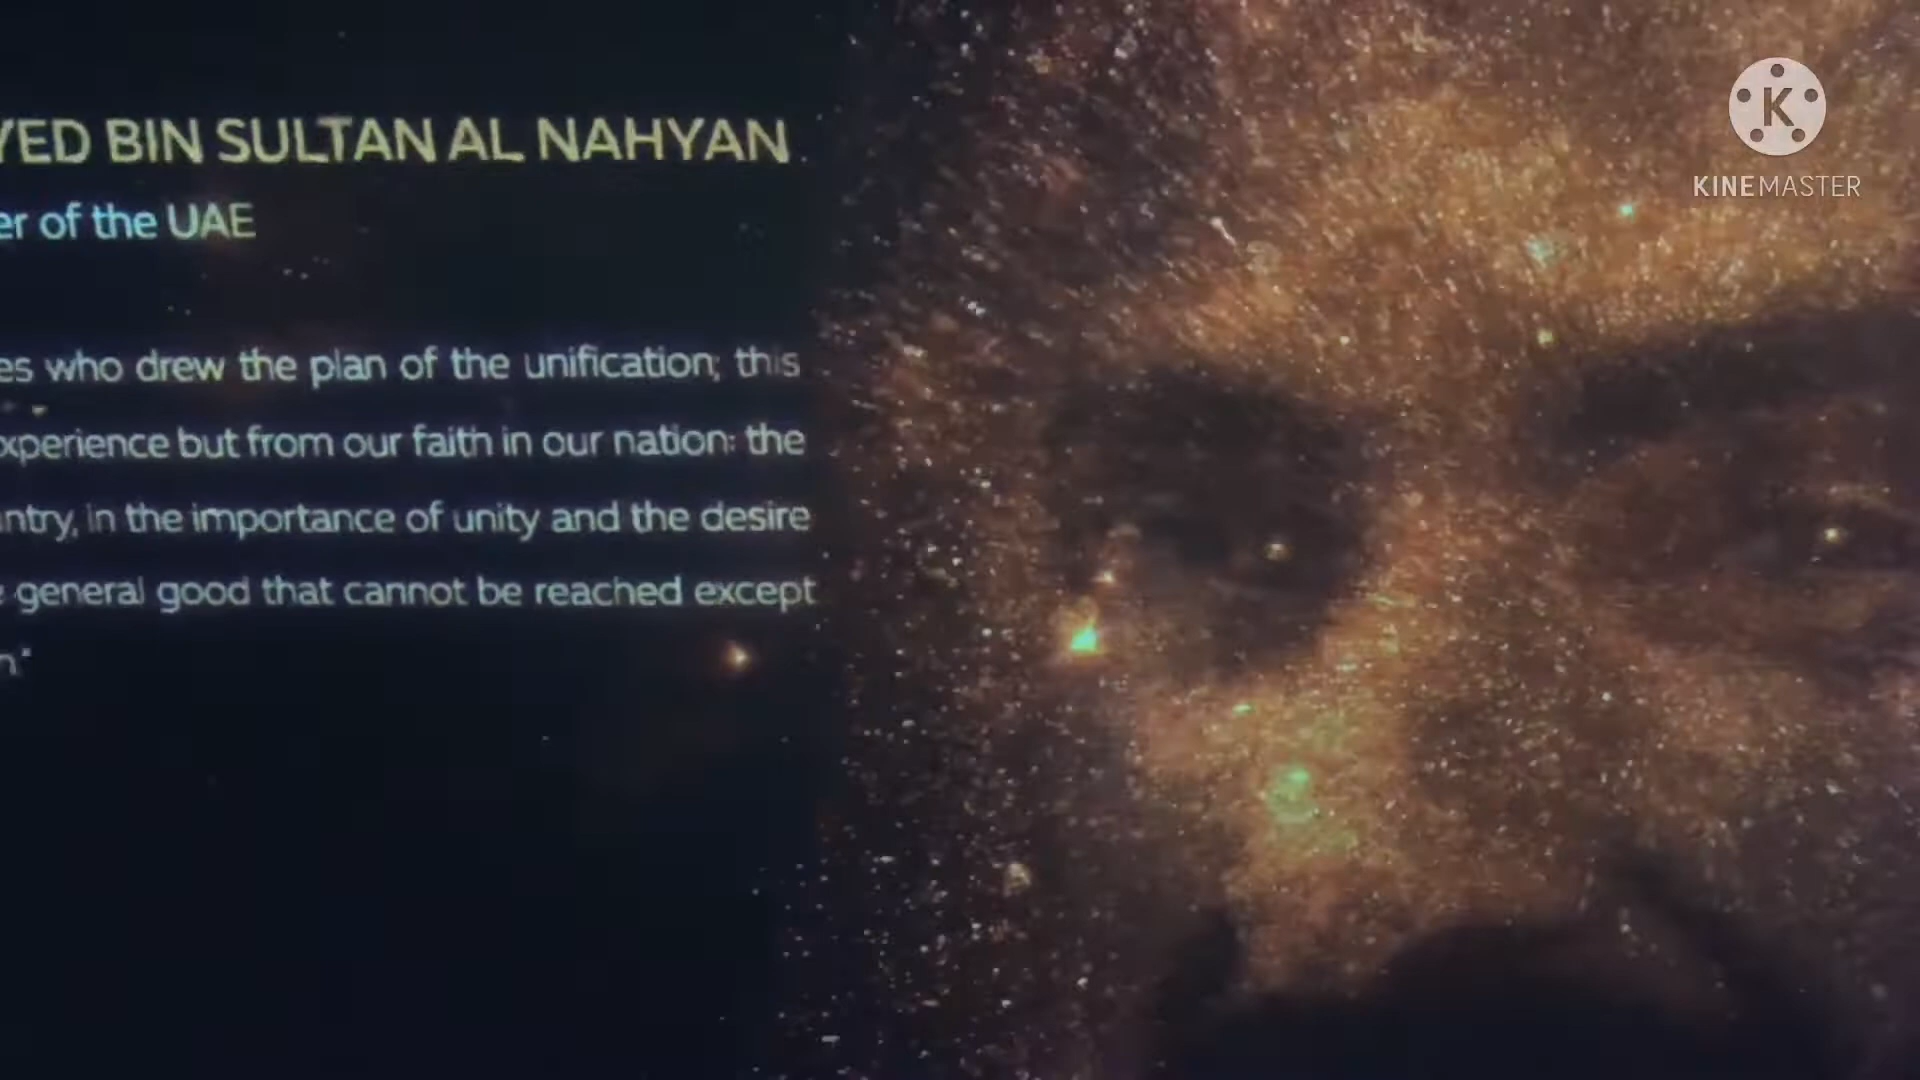 YED BIN SULTAN AL NAHYAN
er of the UAE
es who drew the plan of the unification; this
xperience but from our faith in our nation: the
ntry, in the importance of unity and the desire
general good that cannot be reached except
n."
K
KINEMASTER